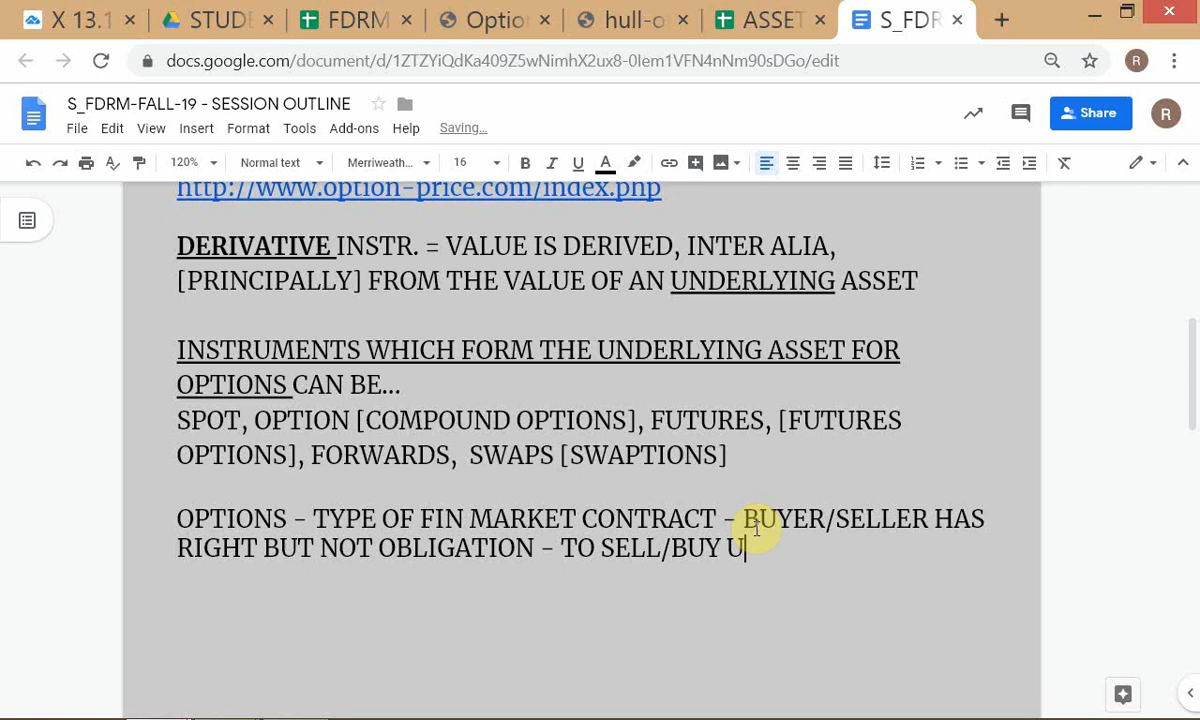 X 13.1
STUD
FDRM
Optio
hull-o
ASSET
S_FDR
docs.google.com/document/d/1ZTZYiQdKa409Z5wNimhX2ux8-0Iem1VFN4nNm90sDGo/edit
R
S_FDRM-FALL-19 - SESSION OUTLINE
Share
R
File Edit View Insert Format Tools Add-ons Help Saving...
120% Normal text Merriweath... 16 B I U A
http://www.option-price.com/index.php
DERIVATIVE INSTR. = VALUE IS DERIVED, INTER ALIA,
[PRINCIPALLY] FROM THE VALUE OF AN UNDERLYING ASSET
INSTRUMENTS WHICH FORM THE UNDERLYING ASSET FOR
OPTIONS CAN BE...
SPOT, OPTION [COMPOUND OPTIONS], FUTURES, [FUTURES
OPTIONS], FORWARDS, SWAPS [SWAPTIONS]
OPTIONS - TYPE OF FIN MARKET CONTRACT - BUYER/SELLER HAS
RIGHT BUT NOT OBLIGATION - TO SELL/BUY U